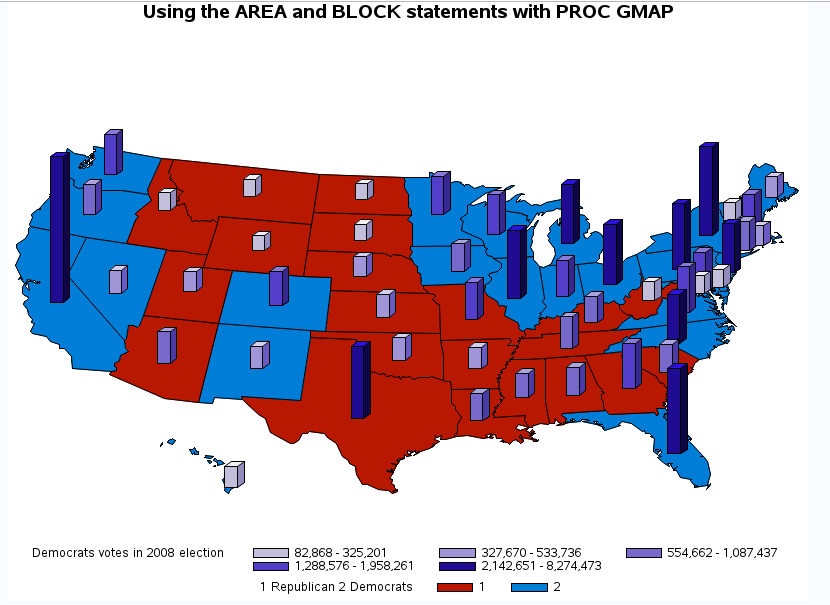 Using the AREA and BLOCK statements with PROC GMAP
Democrats votes in 2008 election 82,868 - 325,201 327,670 - 533,736 554,662 - 1,087,437
1,288,576 - 1,958,261 2,142,651 - 8,274,473
1 Republican 2 Democrats 1 2